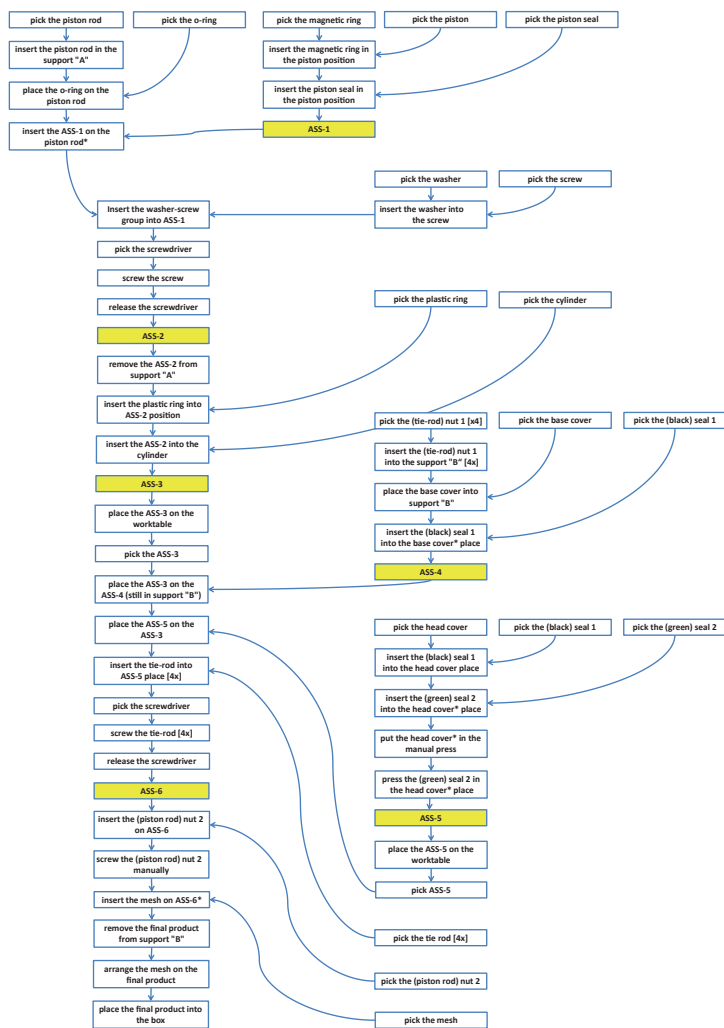 pick the piston rod
pick the o-ring
pick the magnetic ring
pick the piston
pick the piston seal
insert the piston rod in the
support "A"
insert the magnetic ring in
the piston position
place the o-ring on the
piston rod
insert the piston seal in
the piston position
insert the ASS-1 on the
piston rod*
ASS-1
pick the washer
pick the screw
Insert the washer-screw
group into ASS-1
insert the washer into
the screw
pick the screwdriver
screw the screw
release the screwdriver
pick the plastic ring
pick the cylinder
ASS-2
remove the ASS-2 from
support "A"
insert the plastic ring into
ASS-2 position
pick the (tie-rod) nut 1 [x4]
pick the base cover
pick the (black) seal 1
insert the ASS-2 into the
cylinder
insert the (tie-rod) nut 1
into the support "B" [4x]
ASS-3
place the base cover into
support "B"
place the ASS-3 on the
worktable
insert the (black) seal 1
into the base cover* place
pick the ASS-3
ASS-4
place the ASS-3 on the
ASS-4 (still in support "B")
place the ASS-5 on the
ASS-3
pick the head cover
pick the (black) seal 1
pick the (green) seal 2
insert the tie-rod into
ASS-5 place [4x]
insert the (black) seal 1
into the head cover place
pick the screwdriver
insert the (green) seal 2
into the head cover* place
screw the tie-rod [4x]
put the head cover* in the
manual press
release the screwdriver
press the (green) seal 2 in
the head cover* place
ASS-6
insert the (piston rod) nut 2
on ASS-6
ASS-5
screw the (piston rod) nut 2
manually
place the ASS-5 on the
worktable
insert the mesh on ASS-6*
pick ASS-5
remove the final product
from support "B"
pick the tie rod [4x]
arrange the mesh on the
final product
pick the (piston rod) nut 2
place the final product into
the box
pick the mesh